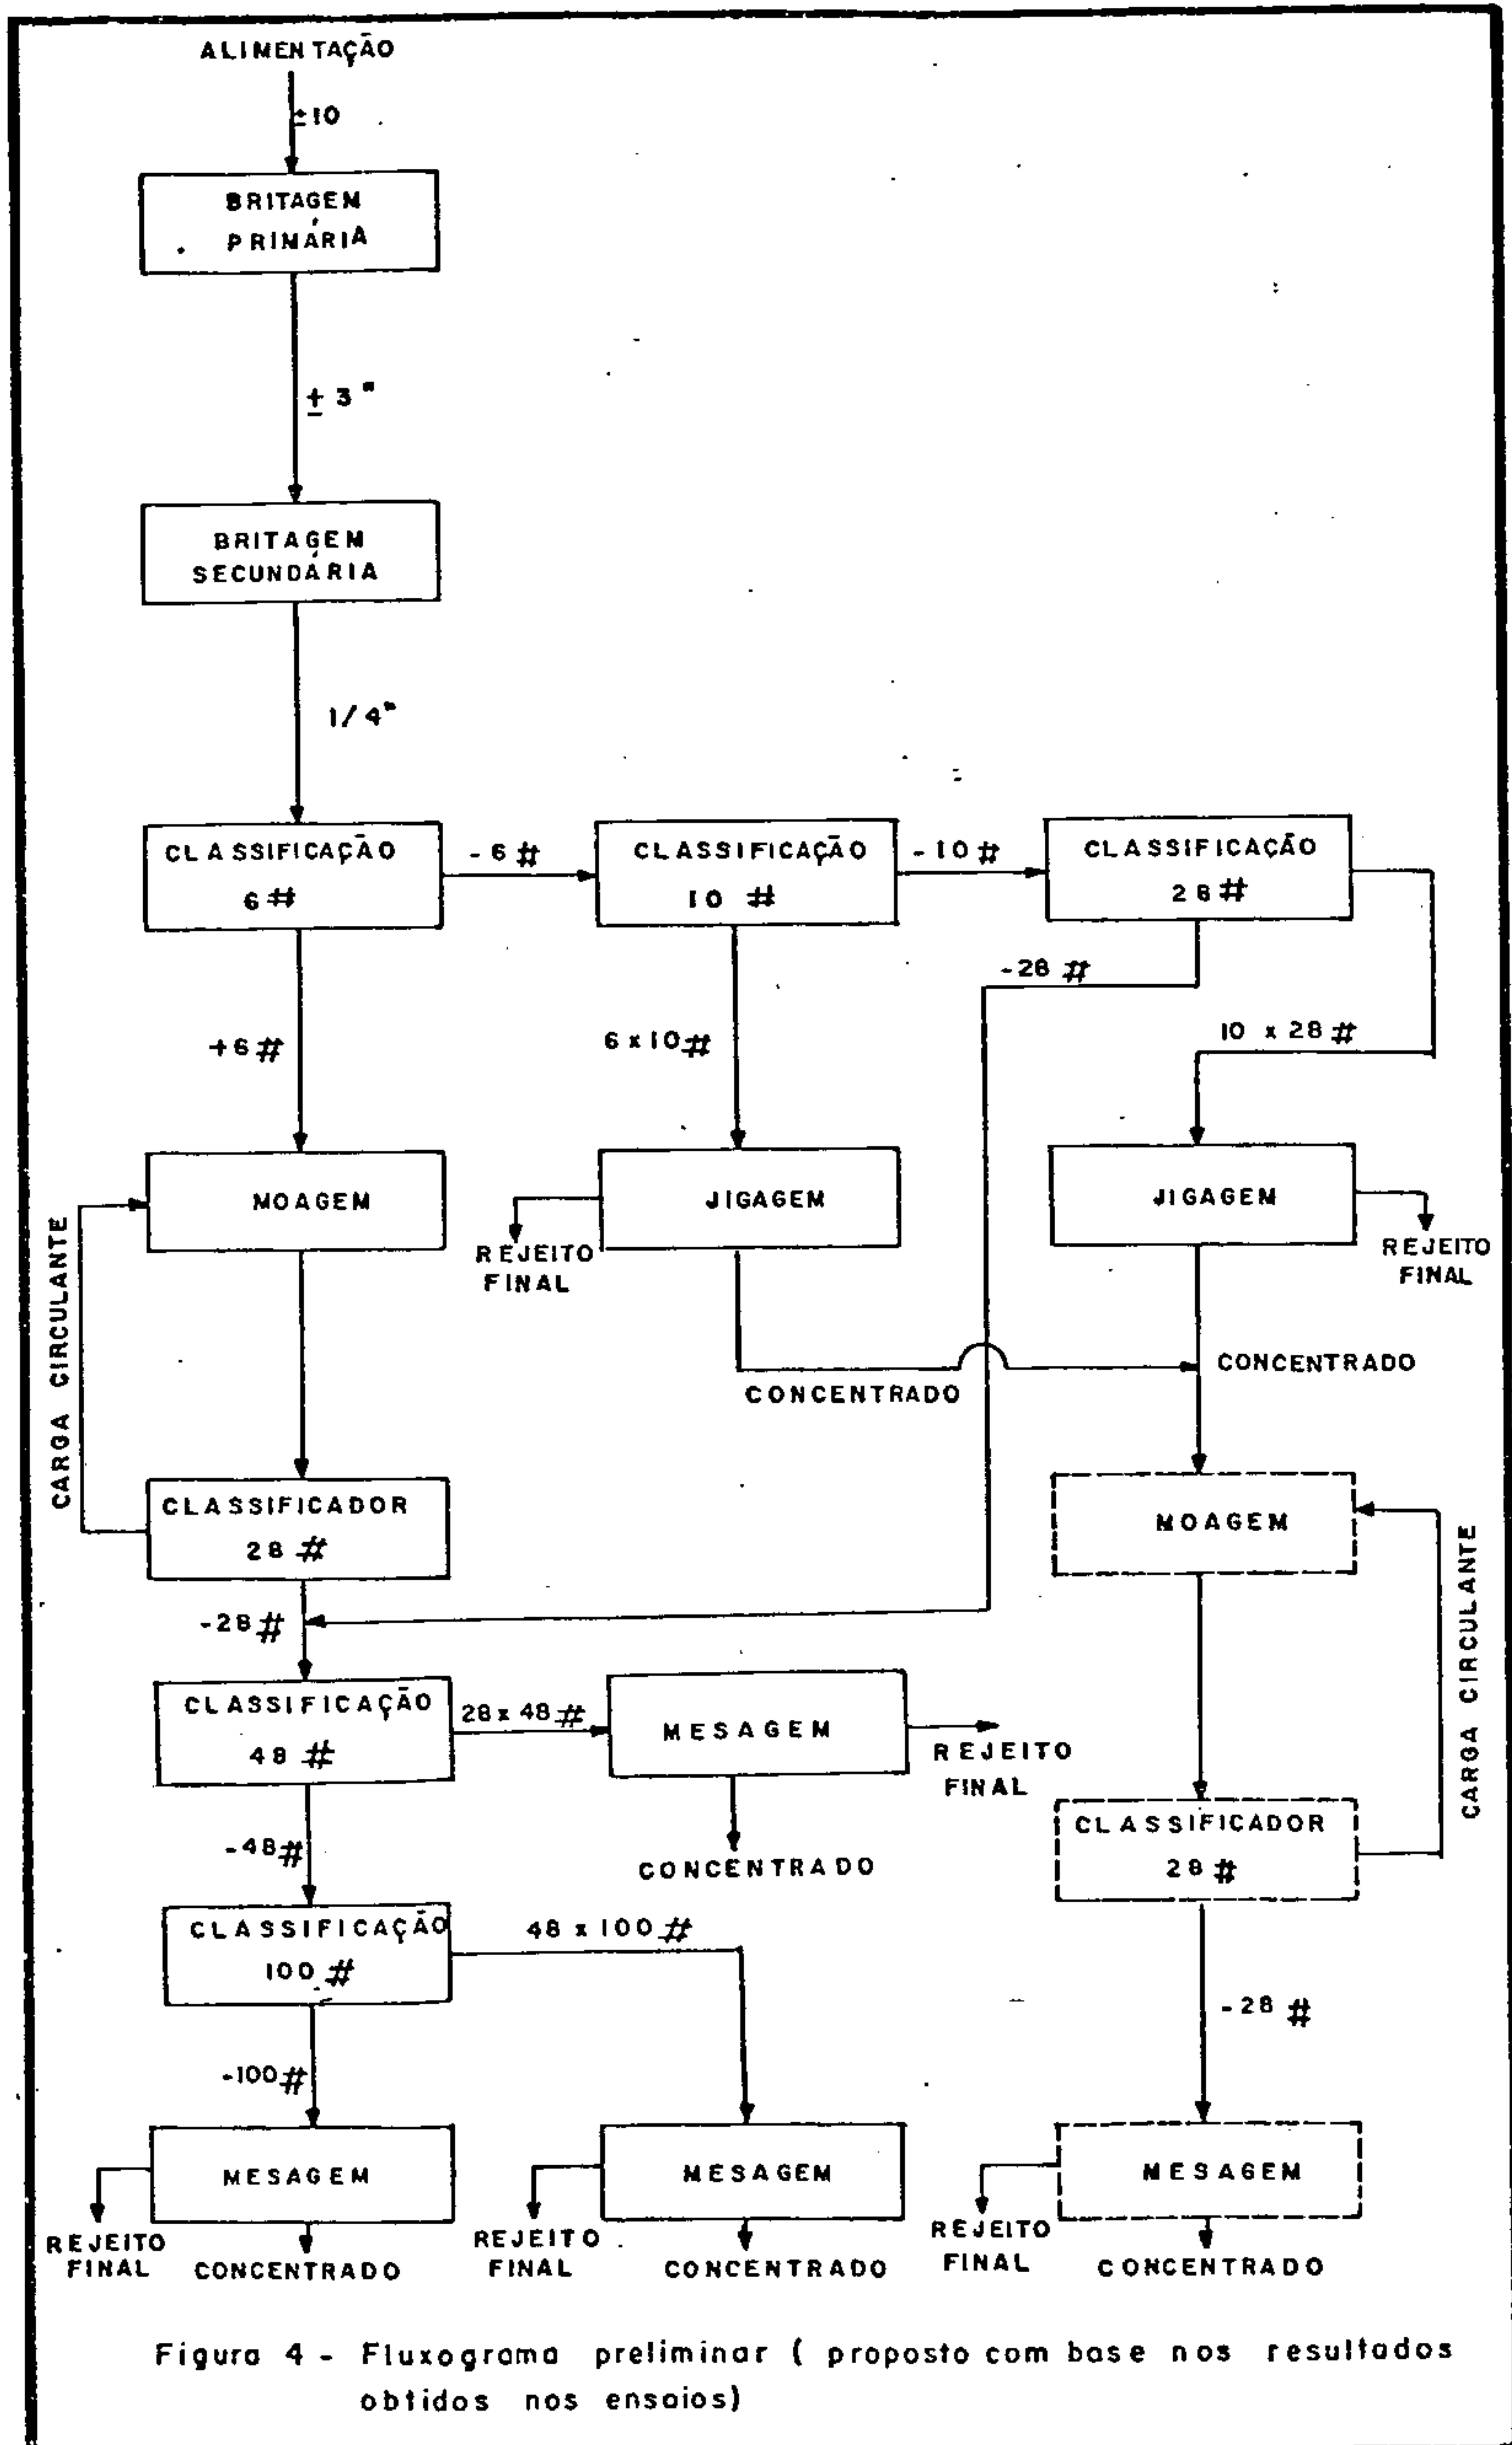 ALIMENTAÇÃO
±10
BRITAGEM
PRIMÁRIA
± 3"
BRITAGEM
SECUNDÁRIA
1/4"
CLASSIFICAÇÃO
6 #
- 6 #
CLASSIFICAÇÃO
10 #
- 10 #
CLASSIFICAÇÃO
28 #
-28 #
+6 #
6 x 10 #
10 x 28 #
MOAGEM
JIGAGEM
JIGAGEM
REJEITO
FINAL
REJEITO
FINAL
CARGA CIRCULANTE
CONCENTRADO
CONCENTRADO
CLASSIFICADOR
28 #
MOAGEM
CARGA CIRCULANTE
-28 #
CLASSIFICAÇÃO
48 #
28 x 48 #
MESAGEM
REJEITO
FINAL
CONCENTRADO
CLASSIFICADOR
28 #
-48 #
CLASSIFICAÇÃO
100 #
48 x 100 #
- 28 #
-100 #
MESAGEM
MESAGEM
MESAGEM
REJEITO
FINAL
CONCENTRADO
REJEITO
FINAL
CONCENTRADO
REJEITO
FINAL
CONCENTRADO
Figura 4 - Fluxograma preliminar ( proposto com base nos resultados
obtidos nos ensaios)